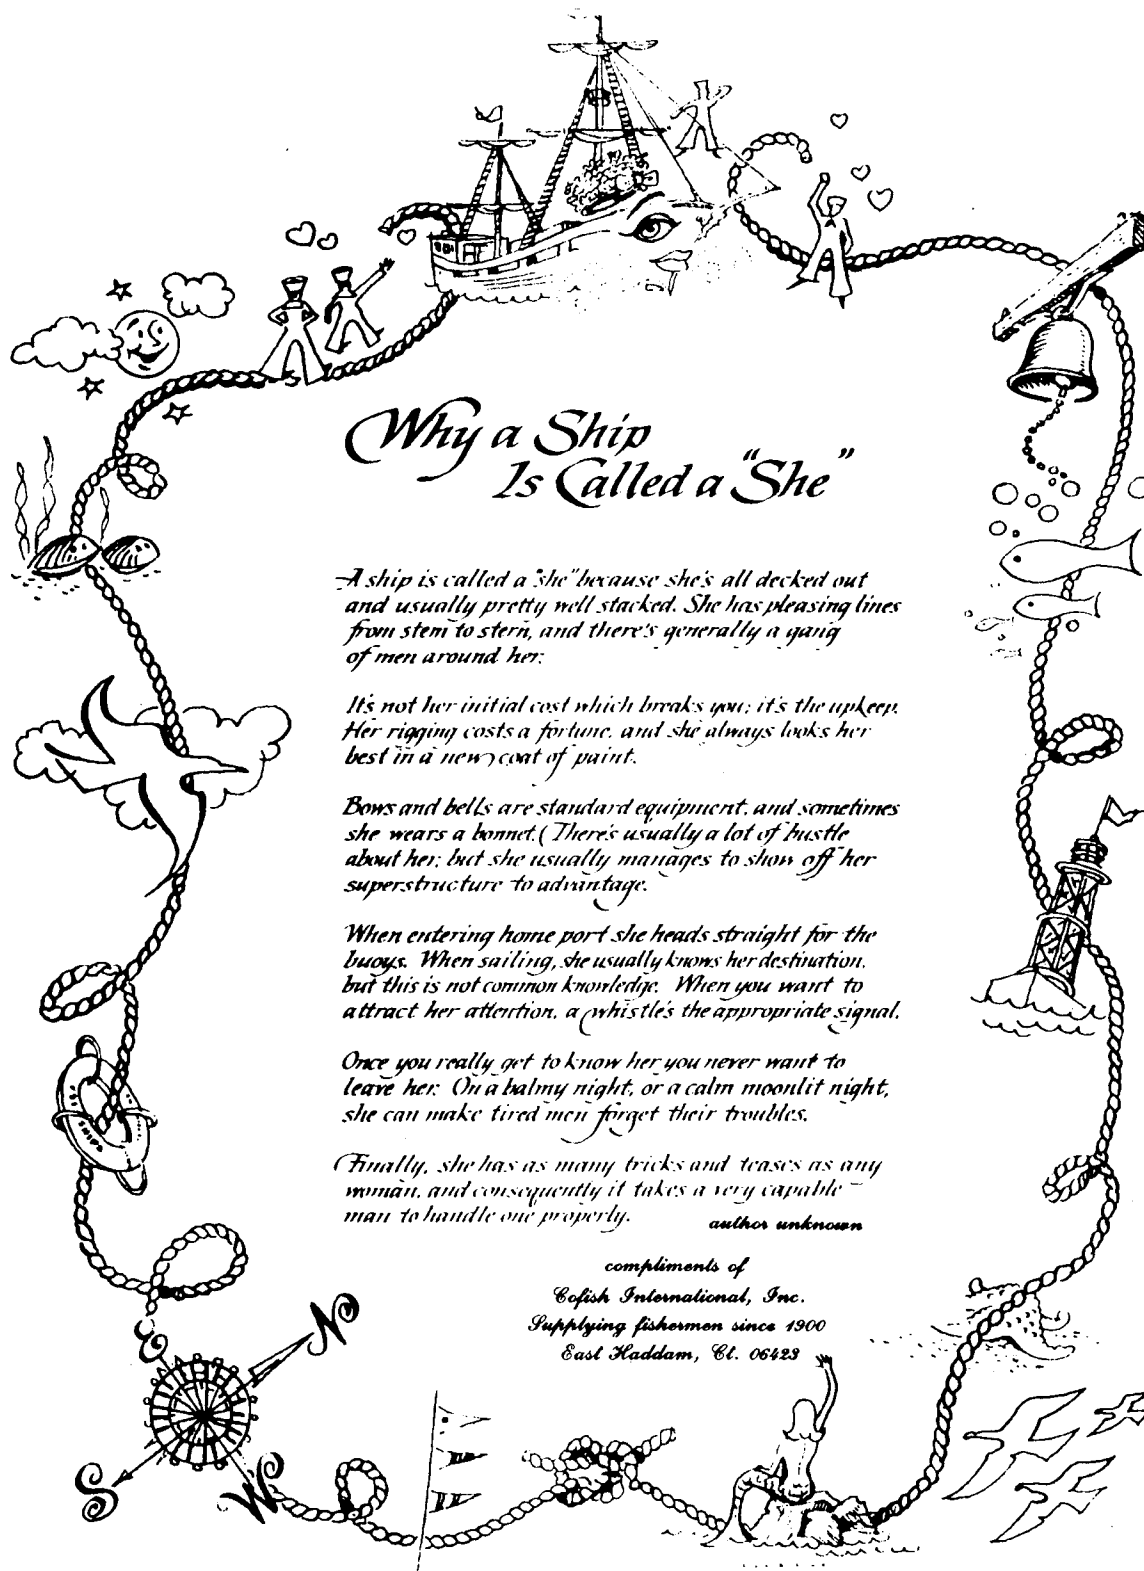 Why a Ship
Is Called a "She"
A ship is called a "she" because she's all decked out
and usually pretty well stacked. She has pleasing lines
from stem to stern, and there's generally a gang
of men around her.
It's not her initial cost which breaks you; it's the upkeep.
Her rigging costs a fortune, and she always looks her
best in a new coat of paint.
Bows and bells are standard equipment, and sometimes
she wears a bonnet. There's usually a lot of bustle
about her; but she usually manages to show off her
superstructure to advantage.
When entering home port she heads straight for the
buoys. When sailing, she usually knows her destination,
but this is not common knowledge. When you want to
attract her attention, a whistle's the appropriate signal.
Once you really get to know her you never want to
leave her. On a balmy night, or a calm moonlit night,
she can make tired men forget their troubles.
Finally, she has as many tricks and teases as any
woman, and consequently it takes a very capable
man to handle one properly.
author unknown
compliments of
Cofish International, Inc.
Supplying fishermen since 1900
East Haddam, Ct. 06423
N
E
S
W